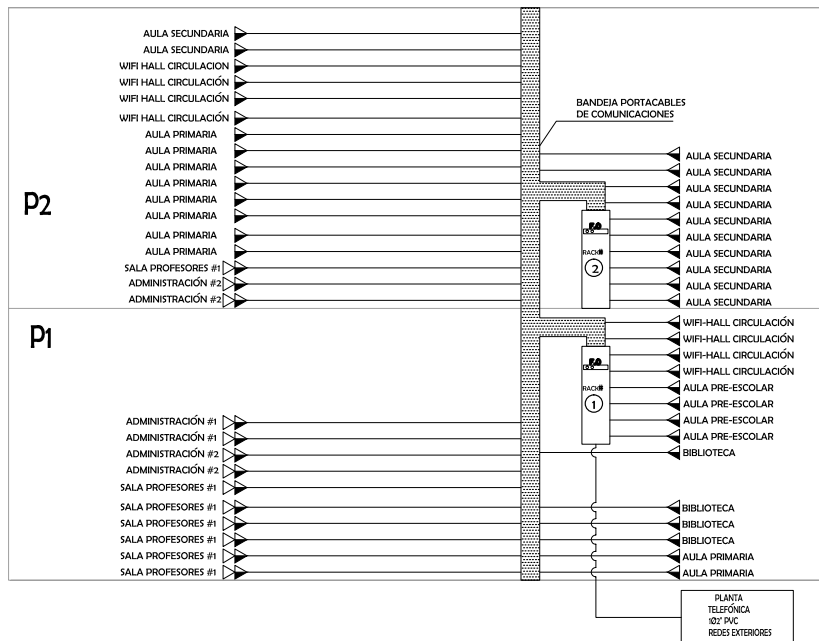 AULA SECUNDARIA
AULA SECUNDARIA
WIFI HALL CIRCULACION
WIFI HALL CIRCULACIÓN
WIFI HALL CIRCULACIÓN
WIFI HALL CIRCULACIÓN
AULA PRIMARIA
AULA PRIMARIA
AULA PRIMARIA
AULA PRIMARIA
AULA PRIMARIA
AULA PRIMARIA
AULA PRIMARIA
AULA PRIMARIA
SALA PROFESORES #1
ADMINISTRACIÓN #2
ADMINISTRACIÓN #2
P2
BANDEJA PORTACABLES
DE COMUNICACIONES
AULA SECUNDARIA
AULA SECUNDARIA
AULA SECUNDARIA
AULA SECUNDARIA
AULA SECUNDARIA
AULA SECUNDARIA
AULA SECUNDARIA
AULA SECUNDARIA
AULA SECUNDARIA
AULA SECUNDARIA
F.O
RACK#
2
P1
WIFI-HALL CIRCULACIÓN
WIFI-HALL CIRCULACIÓN
WIFI-HALL CIRCULACIÓN
WIFI-HALL CIRCULACIÓN
AULA PRE-ESCOLAR
AULA PRE-ESCOLAR
AULA PRE-ESCOLAR
AULA PRE-ESCOLAR
BIBLIOTECA
F.O
RACK#
1
ADMINISTRACIÓN #1
ADMINISTRACIÓN #1
ADMINISTRACIÓN #2
ADMINISTRACIÓN #2
SALA PROFESORES #1
SALA PROFESORES #1
SALA PROFESORES #1
SALA PROFESORES #1
SALA PROFESORES #1
SALA PROFESORES #1
BIBLIOTECA
BIBLIOTECA
BIBLIOTECA
AULA PRIMARIA
AULA PRIMARIA
PLANTA
TELEFÓNICA
1Ø2" PVC
REDES EXTERIORES